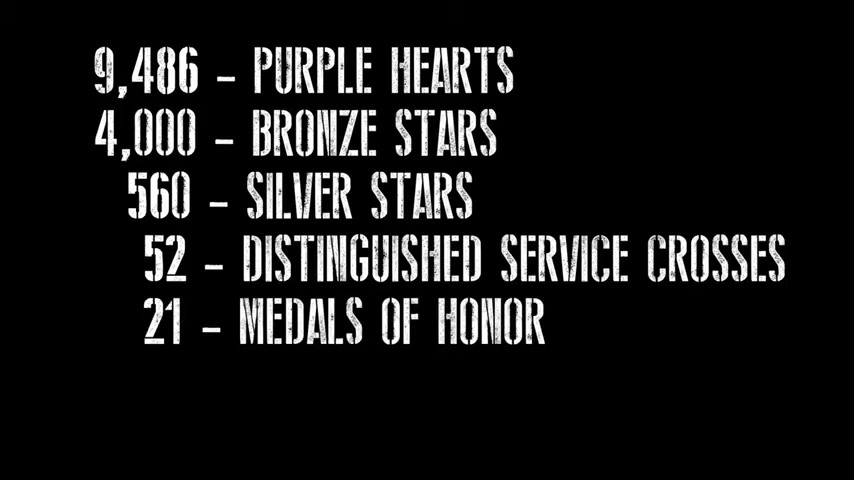 9,486 – PURPLE HEARTS
4,000 – BRONZE STARS
560 – SILVER STARS
52 – DISTINGUISHED SERVICE CROSSES
21 – MEDALS OF HONOR